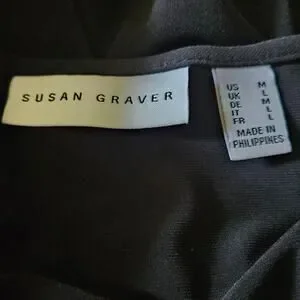 SUSAN GRAVER
US M
UK L
DE M
IT L
FR L
MADE IN
PHILIPPINES